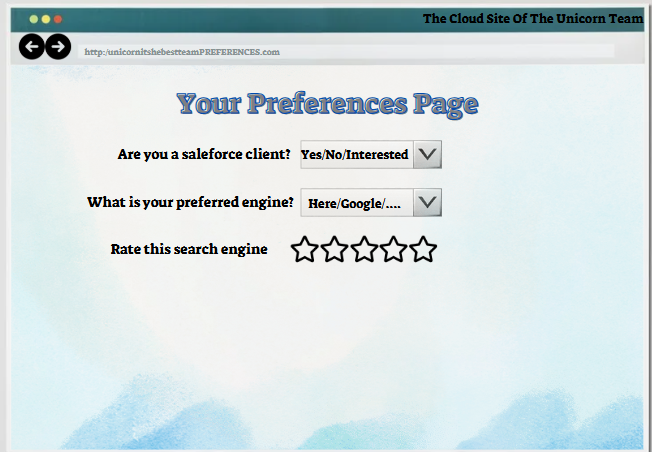 The Cloud Site Of The Unicorn Team
http:/unicornitshebestteamPREFERENCES.com
Your Preferences Page
Are you a saleforce client? Yes/No/Interested
What is your preferred engine? Here/Google/....
Rate this search engine